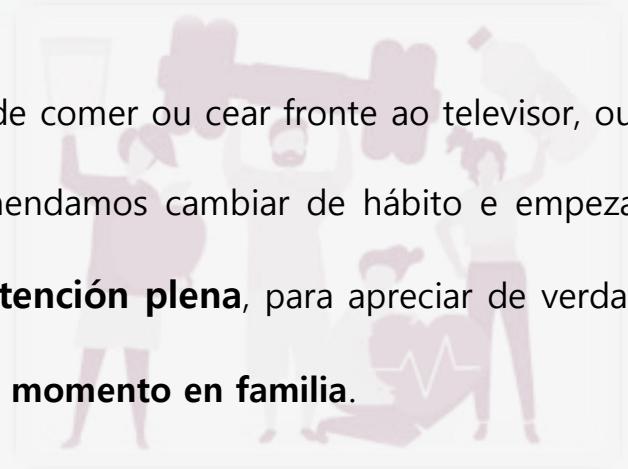 de comer ou cear fronte ao televisor, ou
mendamos cambiar de hábito e empeza
tención plena, para apreciar de verda
momento en familia.